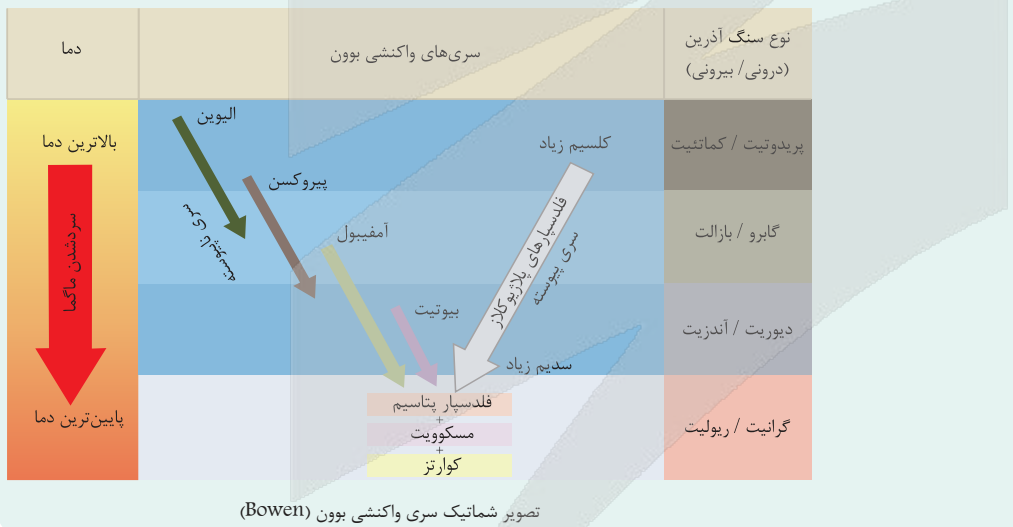 نوع سنگ آذرین
(درونی/ بیرونی)
سری‌های واکنشی بوون
دما
پریدوتیت / کماتئیت
کلسیم زیاد
الیوین
بالاترین دما
پیروکسن
گابرو / بازالت
فلدسپارهای پلاژیوکلاز
سری پیوسته
آمفیبول
سری ناپیوسته
سردشدن ماگما
دیوریت / آندزیت
بیوتیت
سدیم زیاد
گرانیت / ریولیت
فلدسپار پتاسیم
+
مسکوویت
+
کوارتز
پایین‌ترین دما
تصویر شماتیک سری واکنشی بوون (Bowen)